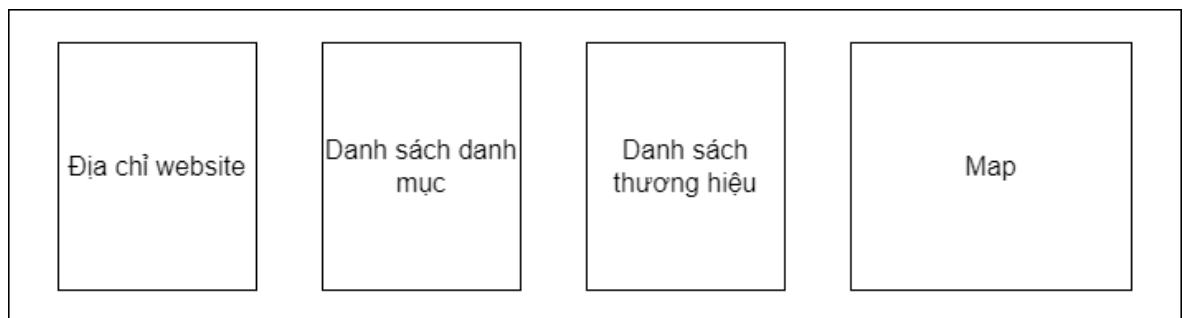 Địa chỉ website
Danh sách danh
mục
Danh sách
thương hiệu
Map